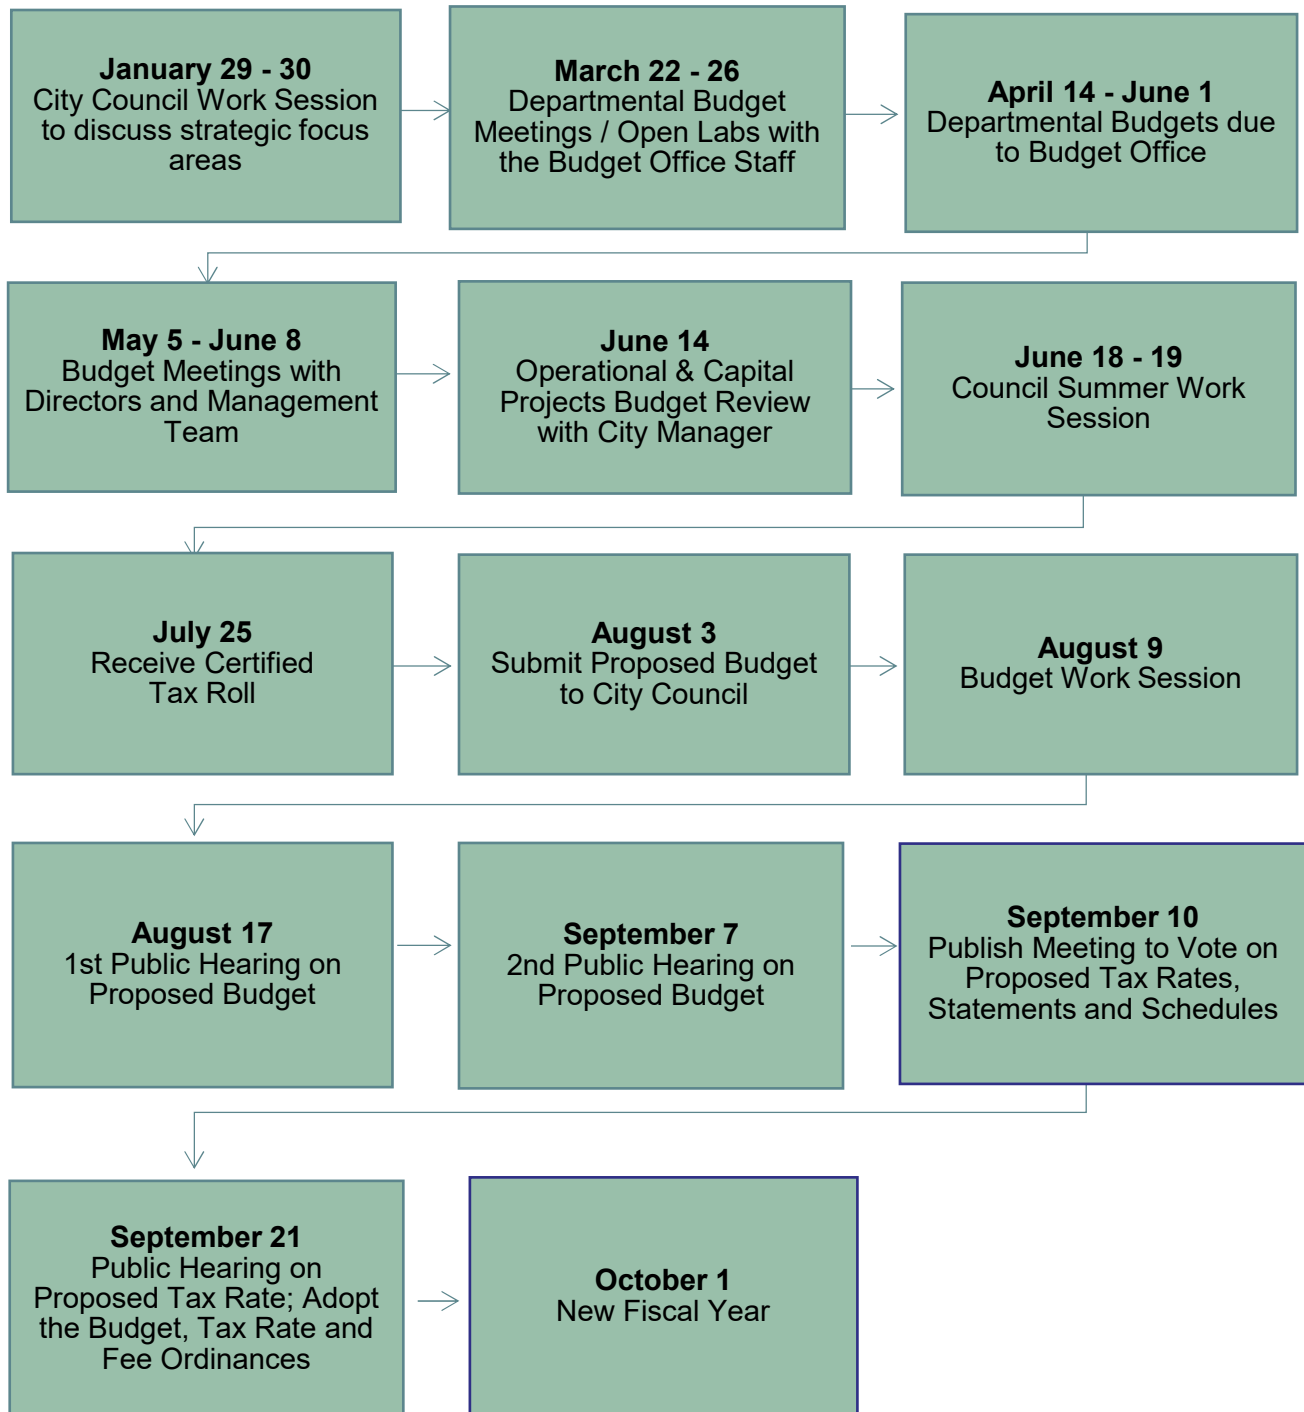 January 29 - 30
City Council Work Session
to discuss strategic focus
areas
March 22 - 26
Departmental Budget
Meetings / Open Labs with
the Budget Office Staff
April 14 - June 1
Departmental Budgets due
to Budget Office
May 5 - June 8
Budget Meetings with
Directors and Management
Team
June 14
Operational & Capital
Projects Budget Review
with City Manager
June 18 - 19
Council Summer Work
Session
July 25
Receive Certified
Tax Roll
August 3
Submit Proposed Budget
to City Council
August 9
Budget Work Session
August 17
1st Public Hearing on
Proposed Budget
September 7
2nd Public Hearing on
Proposed Budget
September 10
Publish Meeting to Vote on
Proposed Tax Rates,
Statements and Schedules
September 21
Public Hearing on
Proposed Tax Rate; Adopt
the Budget, Tax Rate and
Fee Ordinances
October 1
New Fiscal Year